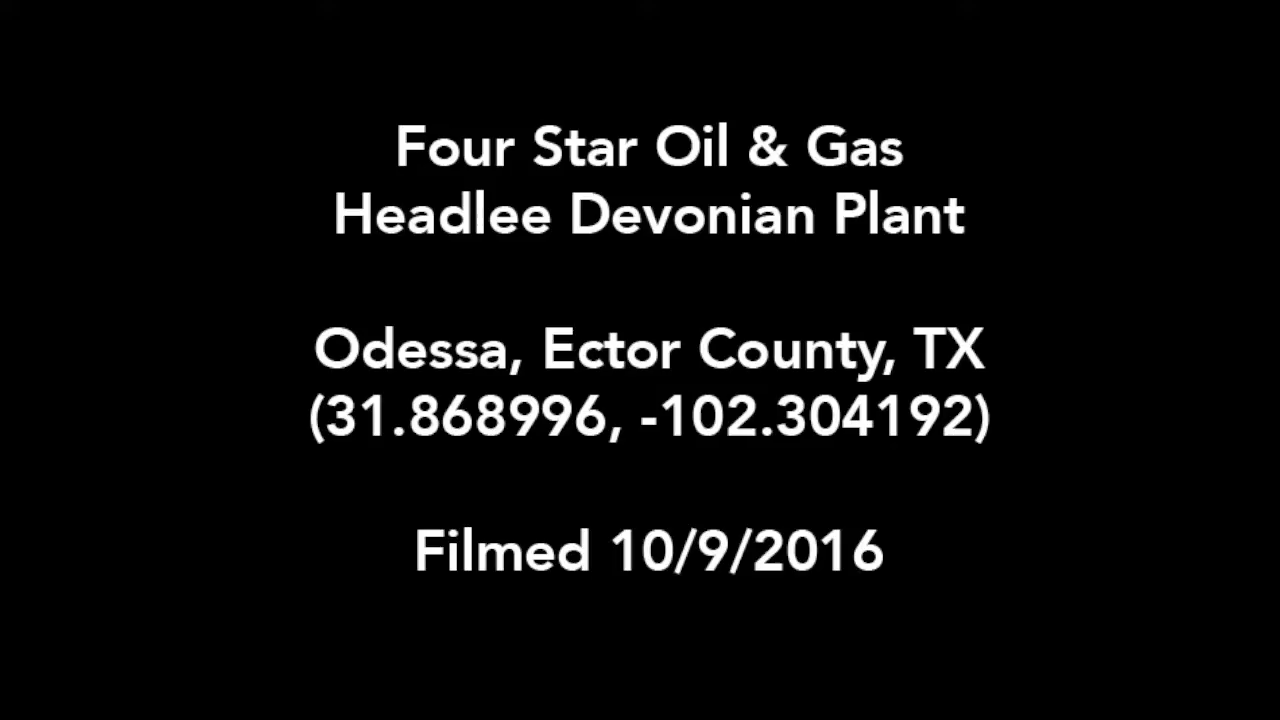 Four Star Oil & Gas
Headlee Devonian Plant
Odessa, Ector County, TX
(31.868996, -102.304192)
Filmed 10/9/2016